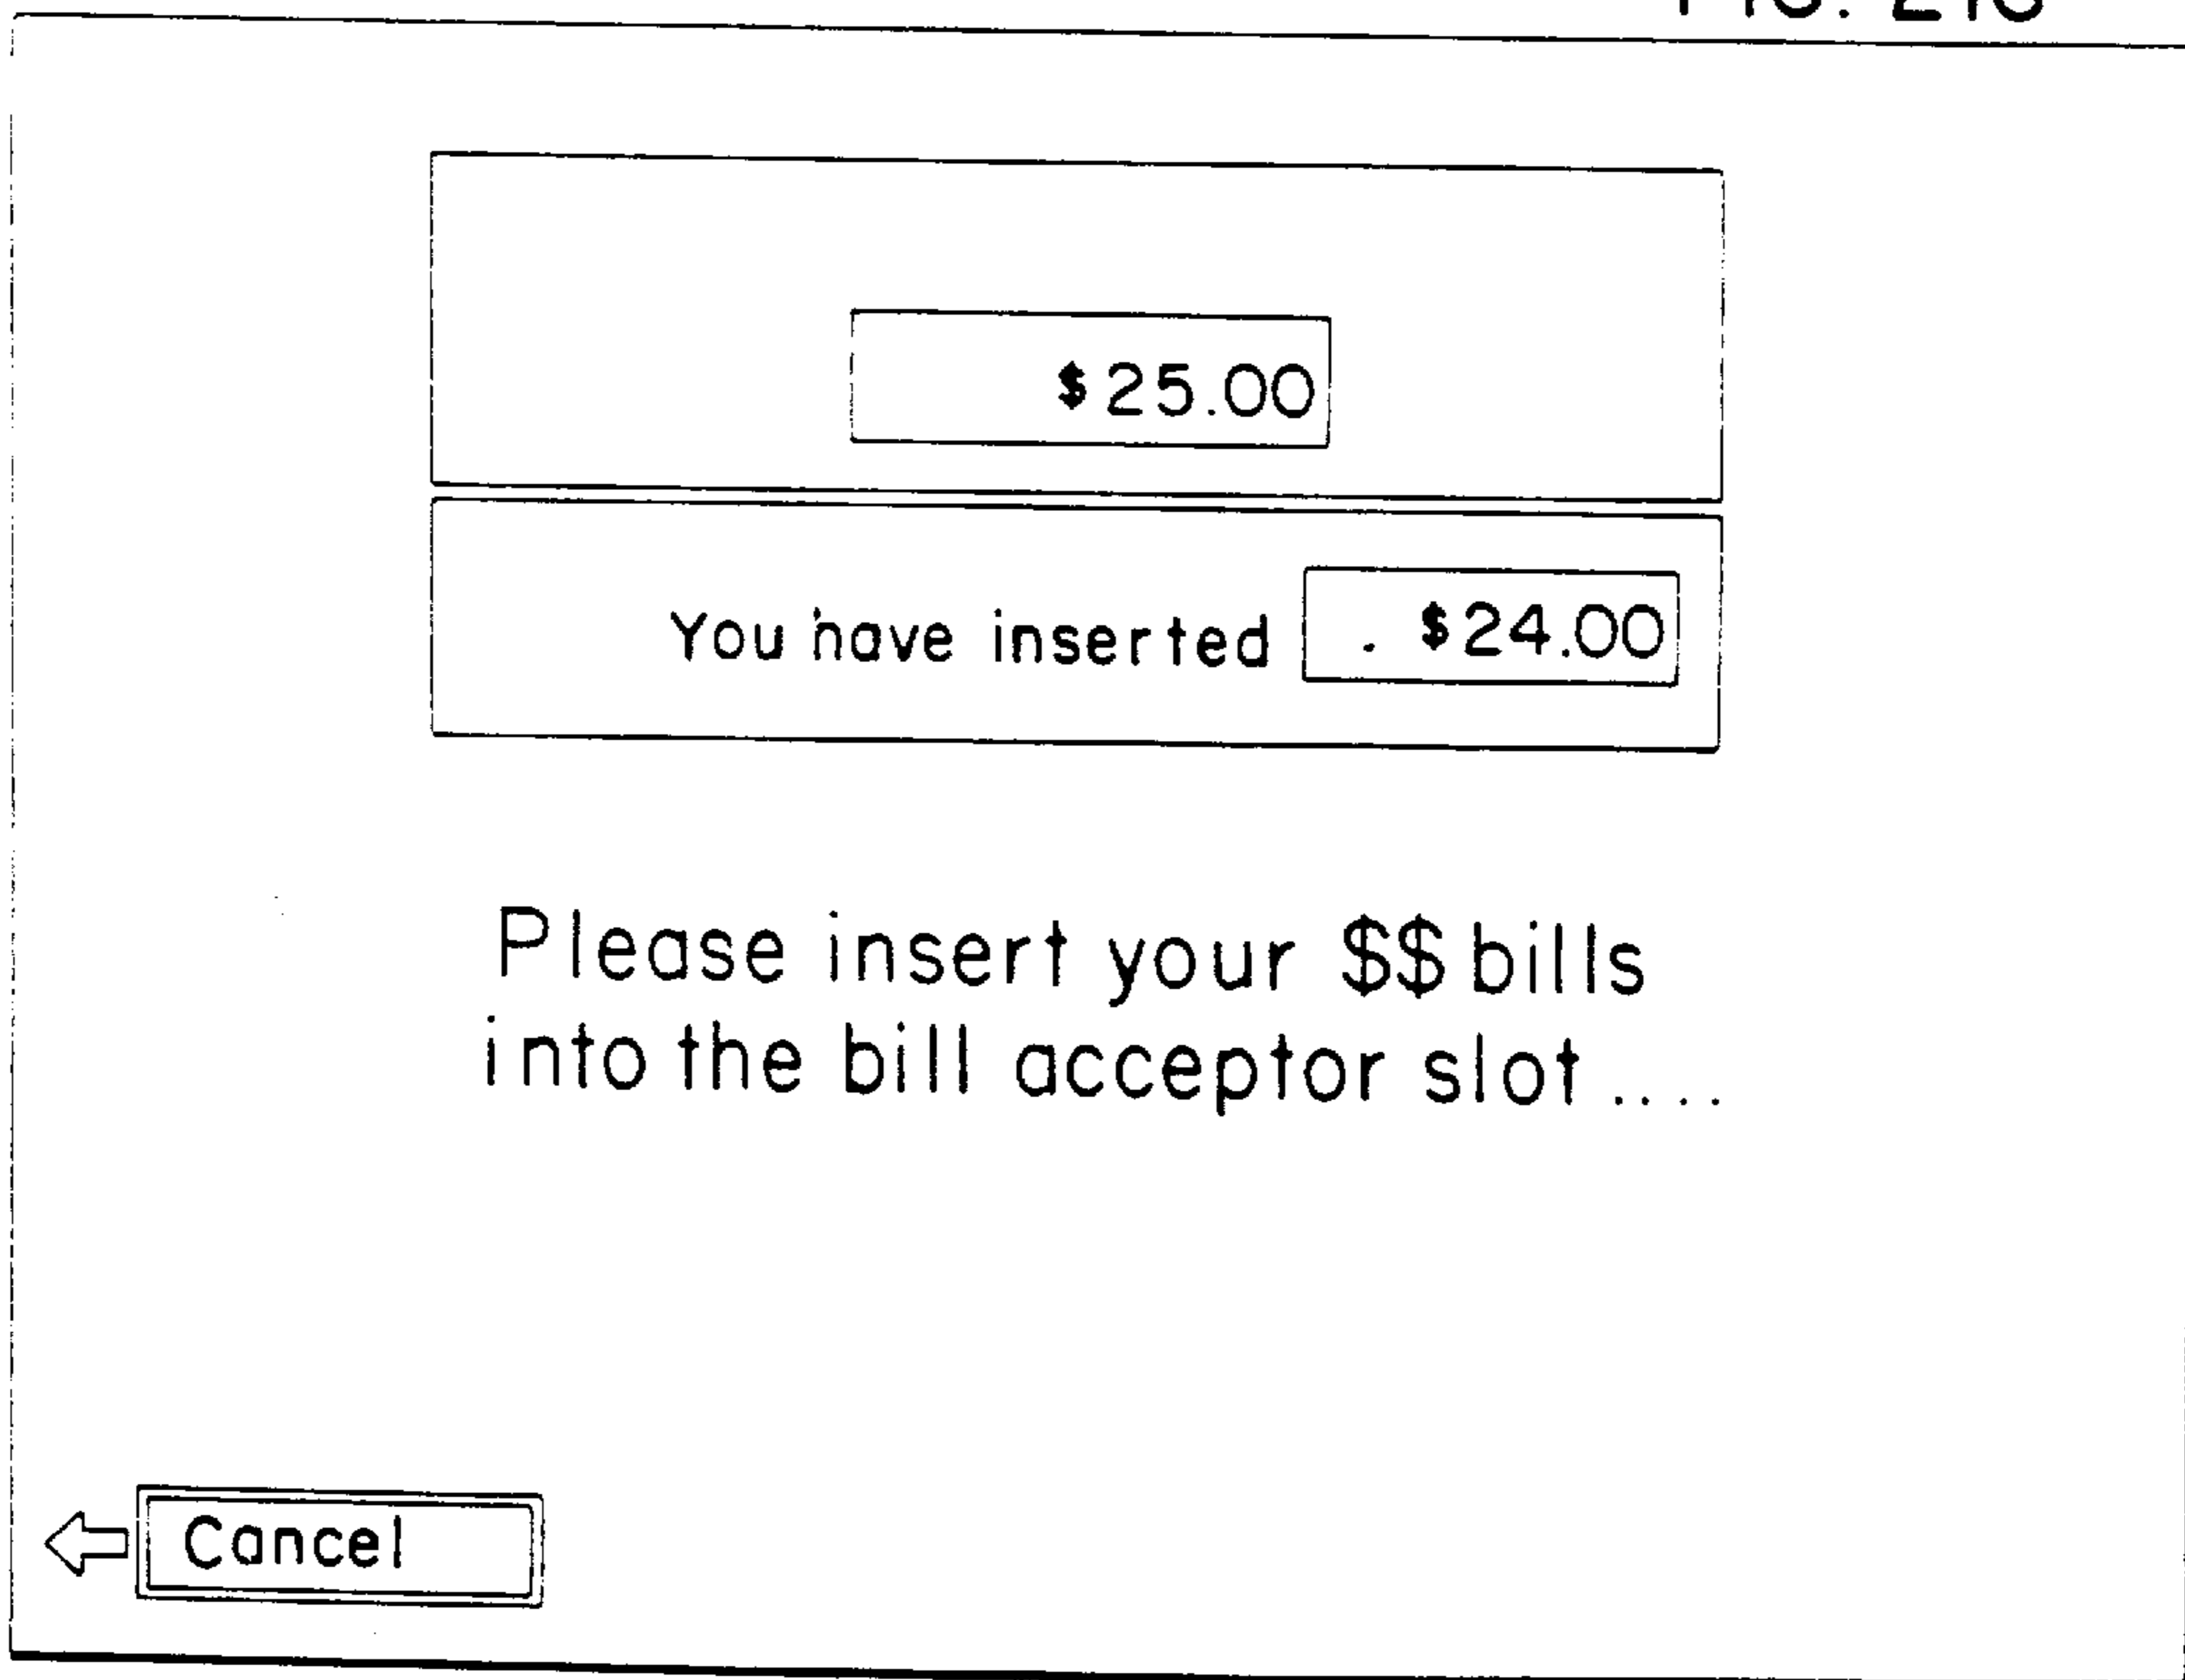 $25.00
You have inserted . $24.00
Please insert your $$ bills
into the bill acceptor slot ....
Cancel